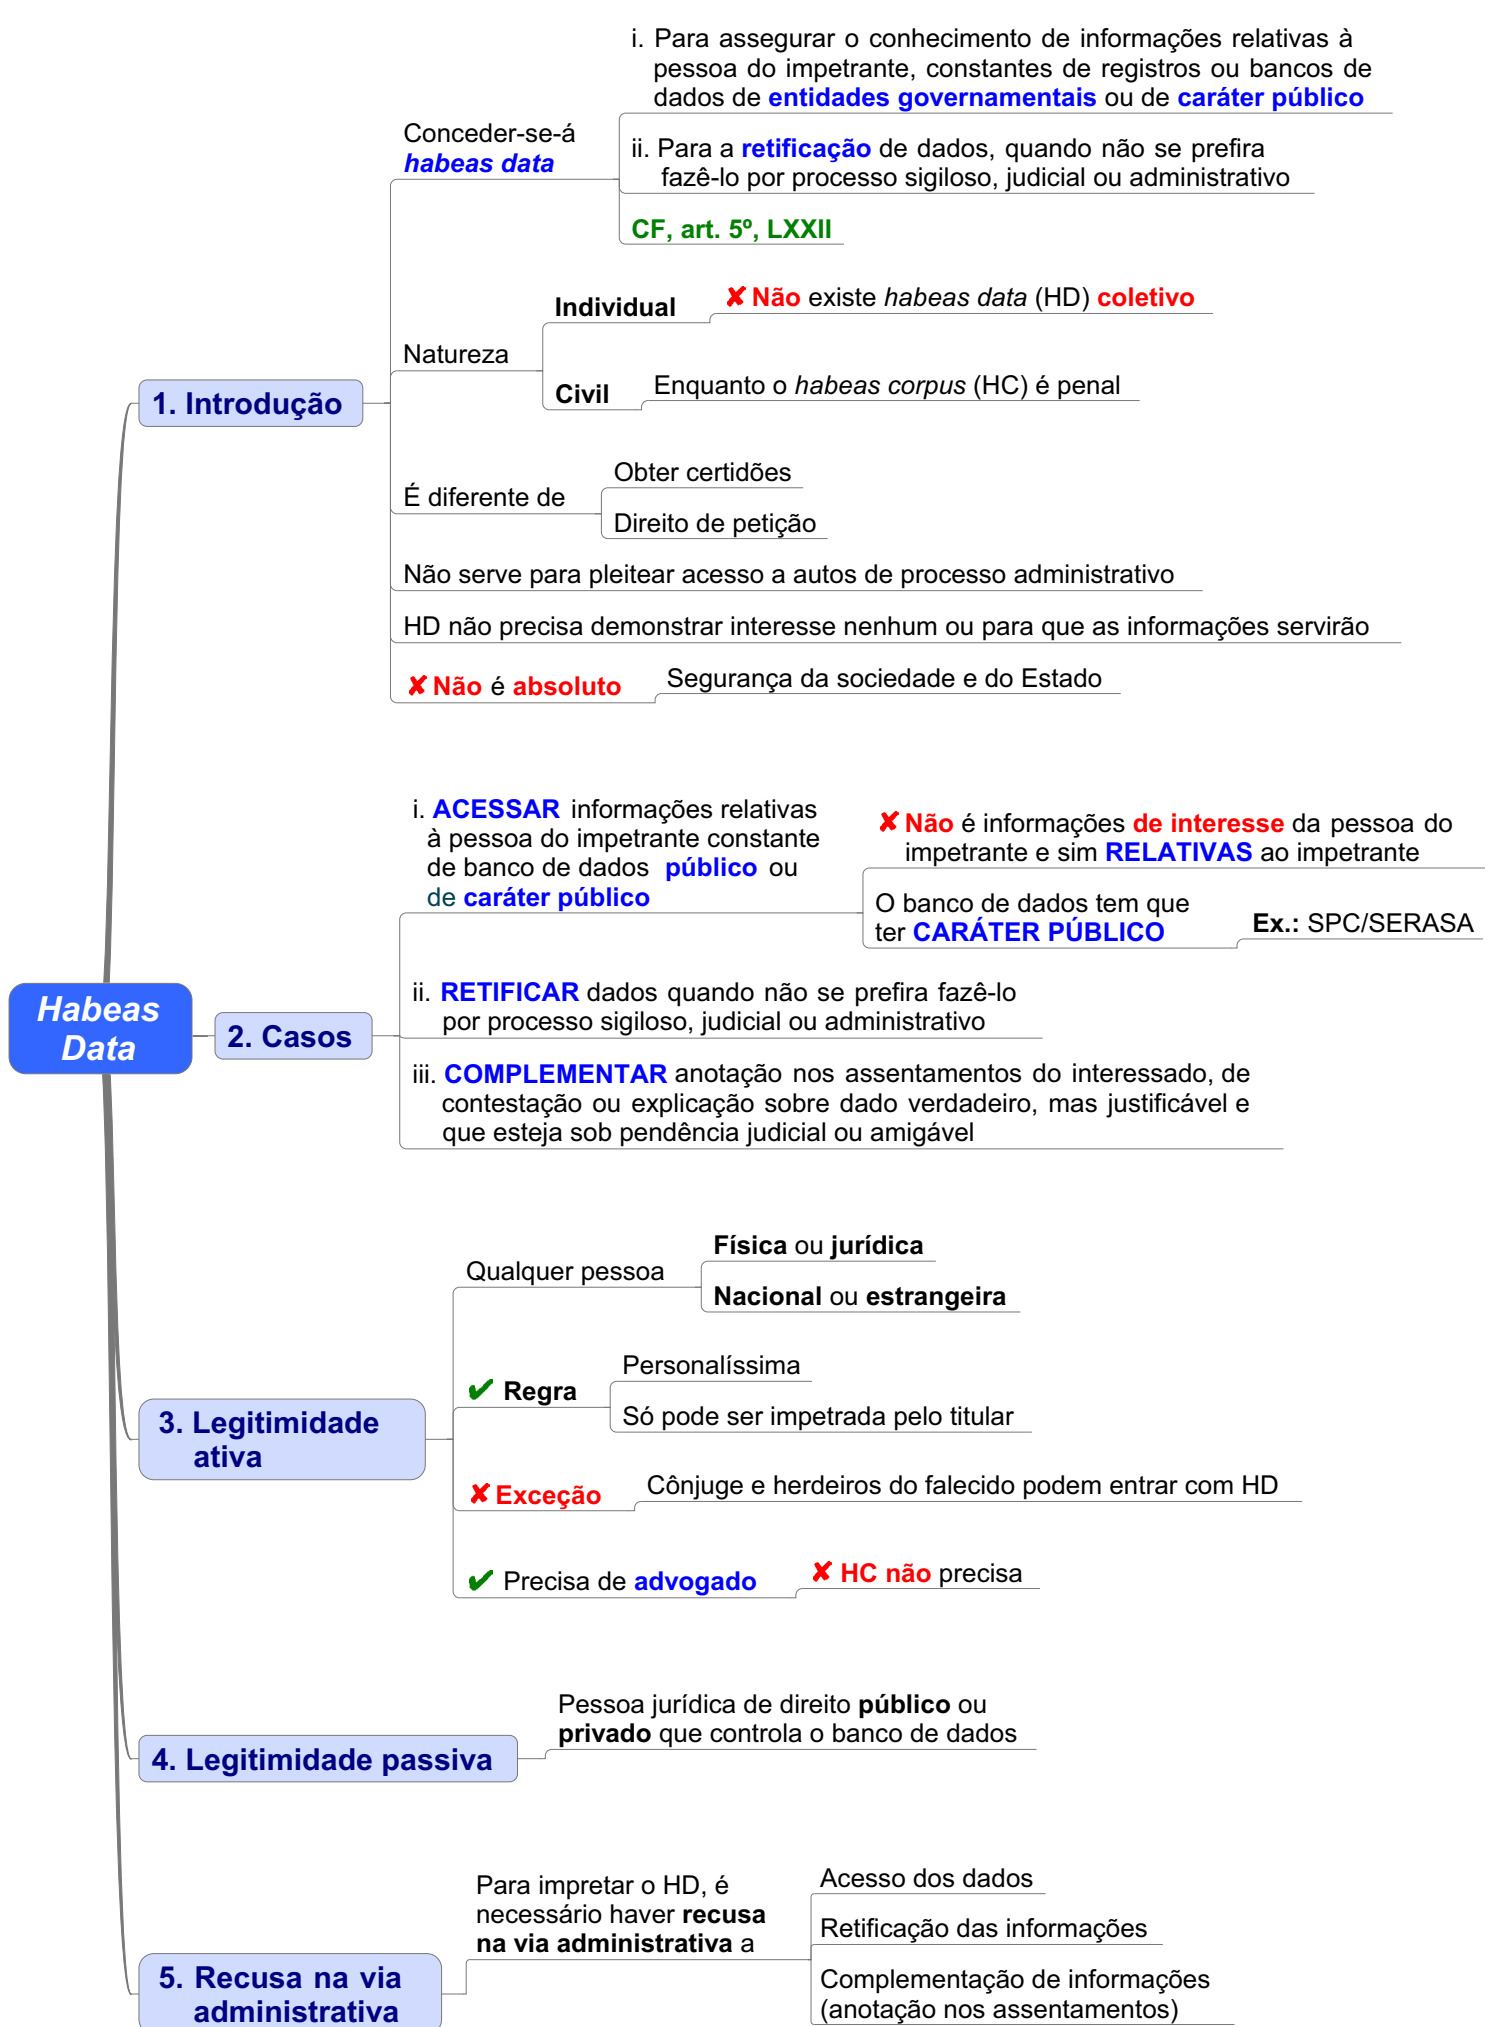 Habeas
Data
1. Introdução
Conceder-se-á
habeas data
i. Para assegurar o conhecimento de informações relativas à
pessoa do impetrante, constantes de registros ou bancos de
dados de entidades governamentais ou de caráter público
ii. Para a retificação de dados, quando não se prefira
fazê-lo por processo sigiloso, judicial ou administrativo
CF, art. 5º, LXXII
Natureza
Individual
✘ Não existe habeas data (HD) coletivo
Civil
Enquanto o habeas corpus (HC) é penal
É diferente de
Obter certidões
Direito de petição
Não serve para pleitear acesso a autos de processo administrativo
HD não precisa demonstrar interesse nenhum ou para que as informações servirão
✘ Não é absoluto
Segurança da sociedade e do Estado
2. Casos
i. ACESSAR informações relativas
à pessoa do impetrante constante
de banco de dados público ou
de caráter público
✘ Não é informações de interesse da pessoa do
impetrante e sim RELATIVAS ao impetrante
O banco de dados tem que
ter CARÁTER PÚBLICO
Ex.: SPC/SERASA
ii. RETIFICAR dados quando não se prefira fazê-lo
por processo sigiloso, judicial ou administrativo
iii. COMPLEMENTAR anotação nos assentamentos do interessado, de
contestação ou explicação sobre dado verdadeiro, mas justificável e
que esteja sob pendência judicial ou amigável
3. Legitimidade
ativa
Qualquer pessoa
Física ou jurídica
Nacional ou estrangeira
✔ Regra
Personalíssima
Só pode ser impetrada pelo titular
✘ Exceção
Cônjuge e herdeiros do falecido podem entrar com HD
✔ Precisa de advogado
✘ HC não precisa
4. Legitimidade passiva
Pessoa jurídica de direito público ou
privado que controla o banco de dados
5. Recusa na via
administrativa
Para impretar o HD, é
necessário haver recusa
na via administrativa a
Acesso dos dados
Retificação das informações
Complementação de informações
(anotação nos assentamentos)